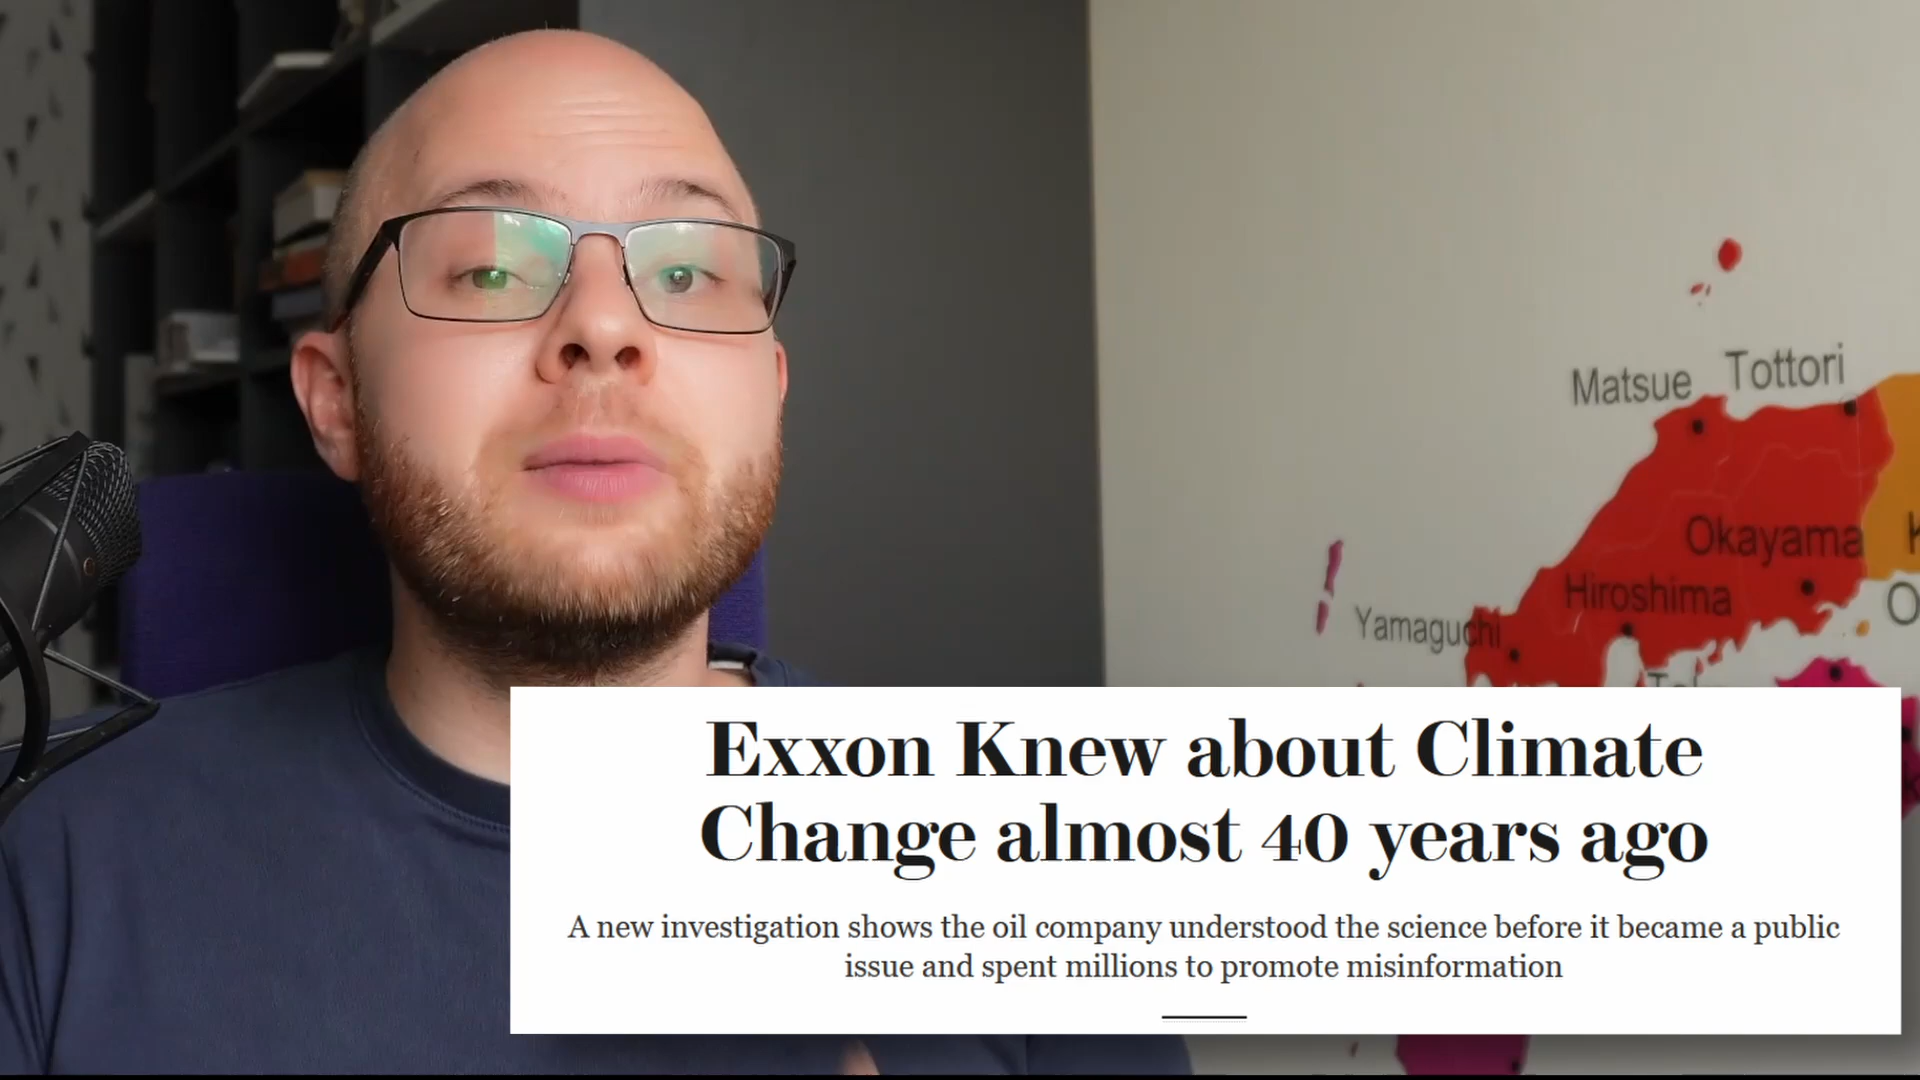 Matsue
Tottori
Okayama
Hiroshima
Yamaguchi
Exxon Knew about Climate
Change almost 40 years ago
A new investigation shows the oil company understood the science before it became a public
issue and spent millions to promote misinformation